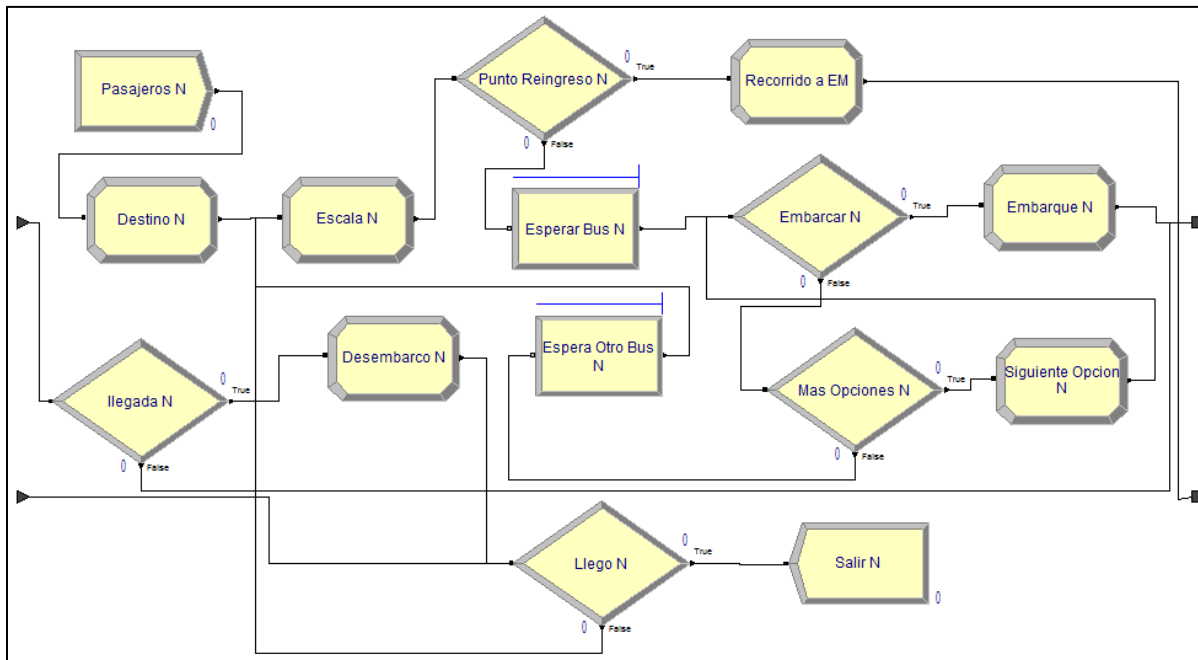 0
True
Punto Reingreso N
Recorrido a EM
Pasajeros N
0
0
False
0
True
Destino N
Escala N
Esperar Bus N
Embarcar N
Embarque N
0
False
0
True
Desembarco N
Espera Otro Bus
N
0
True
Mas Opciones N
Siguiente Opcion
N
llegada N
0
False
0
False
0
True
Llego N
Salir N
0
0
False